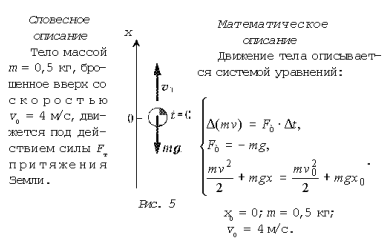 Словесное
описание
Тело массой
m = 0,5 кг, бро-
шенное вверх со
скоростью
v₀ = 4 м/с, дви-
жется под дей-
ствием силы Fт
притяжения
Земли.
x
v₀
0
t = 0
mg
Рис. 5
Математическое
описание
Движение тела описывает-
ся системой уравнений:
Δ(mv) = F₀ · Δt,
F₀ = − mg,
mv²/2 + mgx = mv₀²/2 + mgx₀.
x₀ = 0; m = 0,5 кг;
v₀ = 4 м/с.